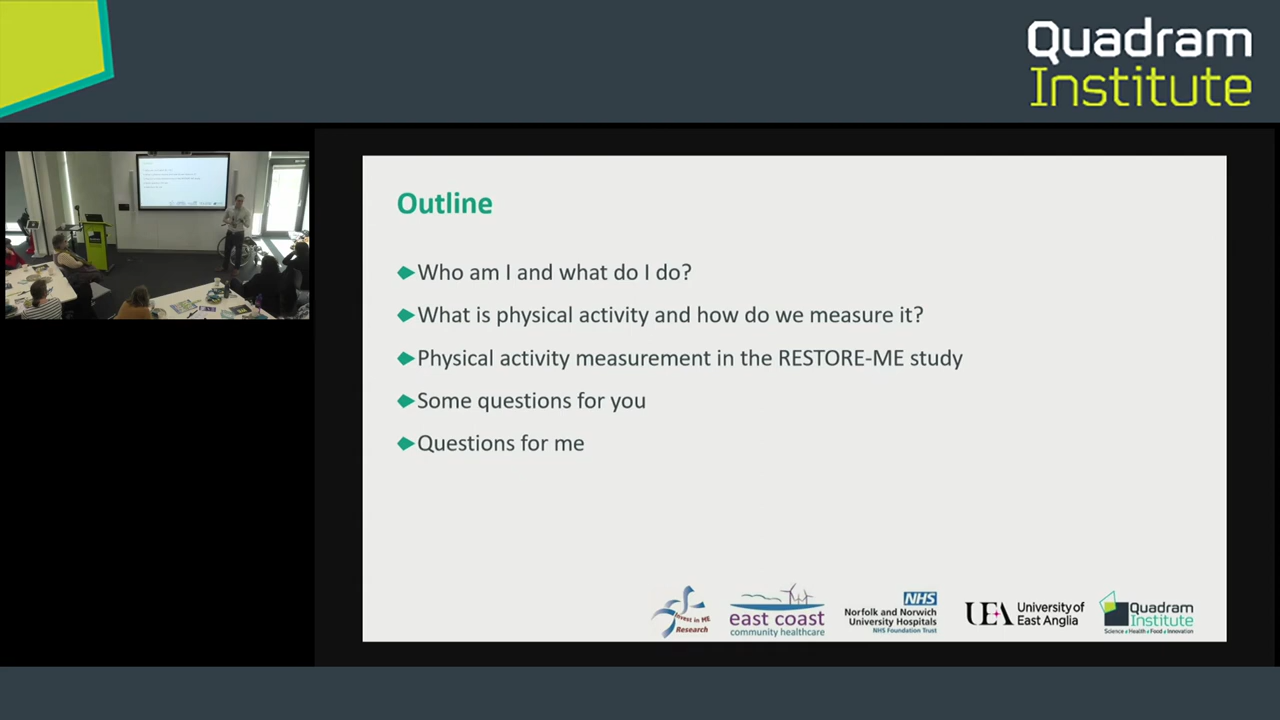 Quadram
Institute
Outline
Who am I and what do I do?
What is physical activity and how do we measure it?
Physical activity measurement in the RESTORE-ME study
Some questions for you
Questions for me
Invest in ME
Research
east coast
community healthcare
NHS
Norfolk and Norwich
University Hospitals
NHS Foundation Trust
UEA University of
East Anglia
Quadram
Institute
Science ▪ Health ▪ Food ▪ Innovation